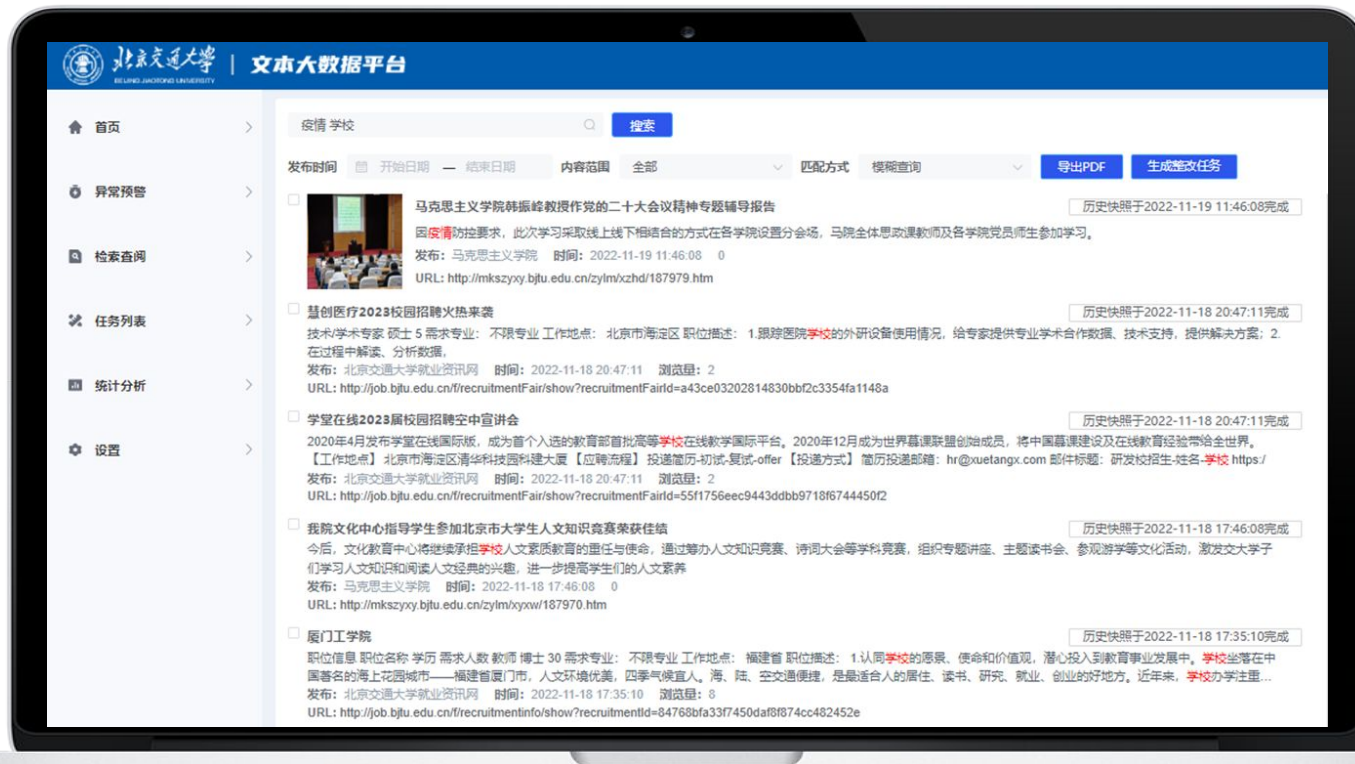 北京交通大学
BEIJING JIAOTONG UNIVERSITY
文本大数据平台
首页
异常预警
检索查阅
任务列表
统计分析
设置
疫情 学校
搜索
发布时间 开始日期 — 结束日期 内容范围 全部 匹配方式 模糊查询 导出PDF 生成整改任务
马克思主义学院韩振峰教授作党的二十大会议精神专题辅导报告 历史快照于2022-11-19 11:46:08完成
因疫情防控要求，此次学习采取线上线下相结合的方式在各学院设置分会场，马院全体思政课教师及各学院党员师生参加学习。
发布：马克思主义学院 时间：2022-11-19 11:46:08 0
URL: http://mkszyxy.bjtu.edu.cn/zylm/xzhd/187979.htm
慧创医疗2023校园招聘火热来袭 历史快照于2022-11-18 20:47:11完成
技术/学术专家 硕士 5 需求专业： 不限专业 工作地点： 北京市海淀区 职位描述： 1.跟踪医院学校的外研设备使用情况，给专家提供专业学术合作数据、技术支持，提供解决方案；2.
在过程中解读、分析数据，
发布：北京交通大学就业资讯网 时间：2022-11-18 20:47:11 浏览量：2
URL: http://job.bjtu.edu.cn/f/recruitmentFair/show?recruitmentFairId=a43ce03202814830bbf2c3354fa1148a
学堂在线2023届校园招聘空中宣讲会 历史快照于2022-11-18 20:47:11完成
2020年4月发布学堂在线国际版，成为首个入选的教育部首批高等学校在线教学国际平台。2020年12月成为世界慕课联盟创始成员，将中国慕课建设及在线教育经验带给全世界。
【工作地点】 北京市海淀区清华科技园科建大厦 【应聘流程】 投递简历-初试-复试-offer 【投递方式】 简历投递邮箱：hr@xuetangx.com 邮件标题：研发校招生-姓名-学校 https:/
发布：北京交通大学就业资讯网 时间：2022-11-18 20:47:11 浏览量：2
URL: http://job.bjtu.edu.cn/f/recruitmentFair/show?recruitmentFairId=55f1756eec9443ddbb9718f6744450f2
我院文化中心指导学生参加北京市大学生人文知识竞赛荣获佳绩 历史快照于2022-11-18 17:46:08完成
今后，文化教育中心将继续承担学校人文素质教育的重任与使命，通过筹办人文知识竞赛、诗词大会等学科竞赛，组织专题讲座、主题读书会、参观游学等文化活动，激发交大学子
们学习人文知识和阅读人文经典的兴趣，进一步提高学生们的人文素养
发布：马克思主义学院 时间：2022-11-18 17:46:08 0
URL: http://mkszyxy.bjtu.edu.cn/zylm/xyxw/187970.htm
厦门工学院 历史快照于2022-11-18 17:35:10完成
职位信息 职位名称 学历 需求人数 教师 博士 30 需求专业： 不限专业 工作地点： 福建省 职位描述： 1.认同学校的愿景、使命和价值观，潜心投入到教育事业发展中。学校坐落在中
国著名的海上花园城市——福建省厦门市，人文环境优美，四季气候宜人。海、陆、空交通便捷，是最适合人的居住、读书、研究、就业、创业的好地方。近年来，学校办学注重...
发布：北京交通大学就业资讯网 时间：2022-11-18 17:35:10 浏览量：8
URL: http://job.bjtu.edu.cn/f/recruitmentinfo/show?recruitmentId=84768bfa33f7450daf8f874cc482452e